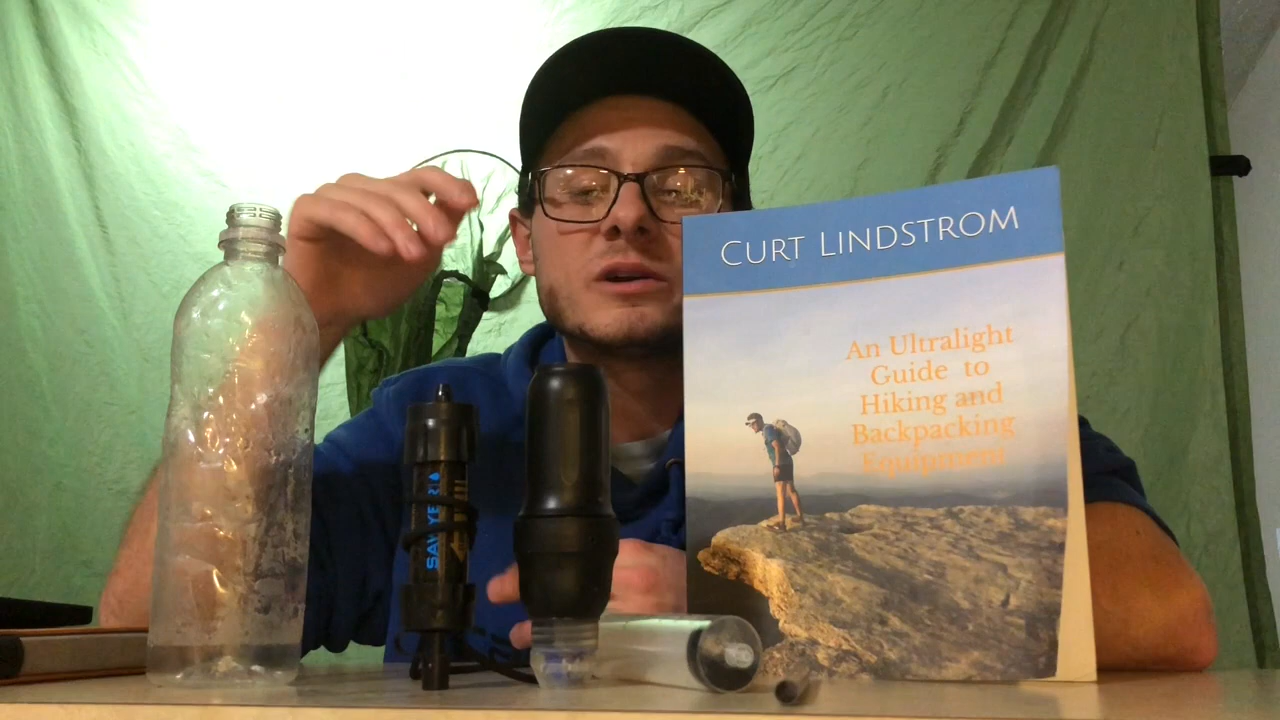 CURT LINDSTROM
An Ultralight
Guide to
Hiking and
Backpacking
Equipment
SAWYER